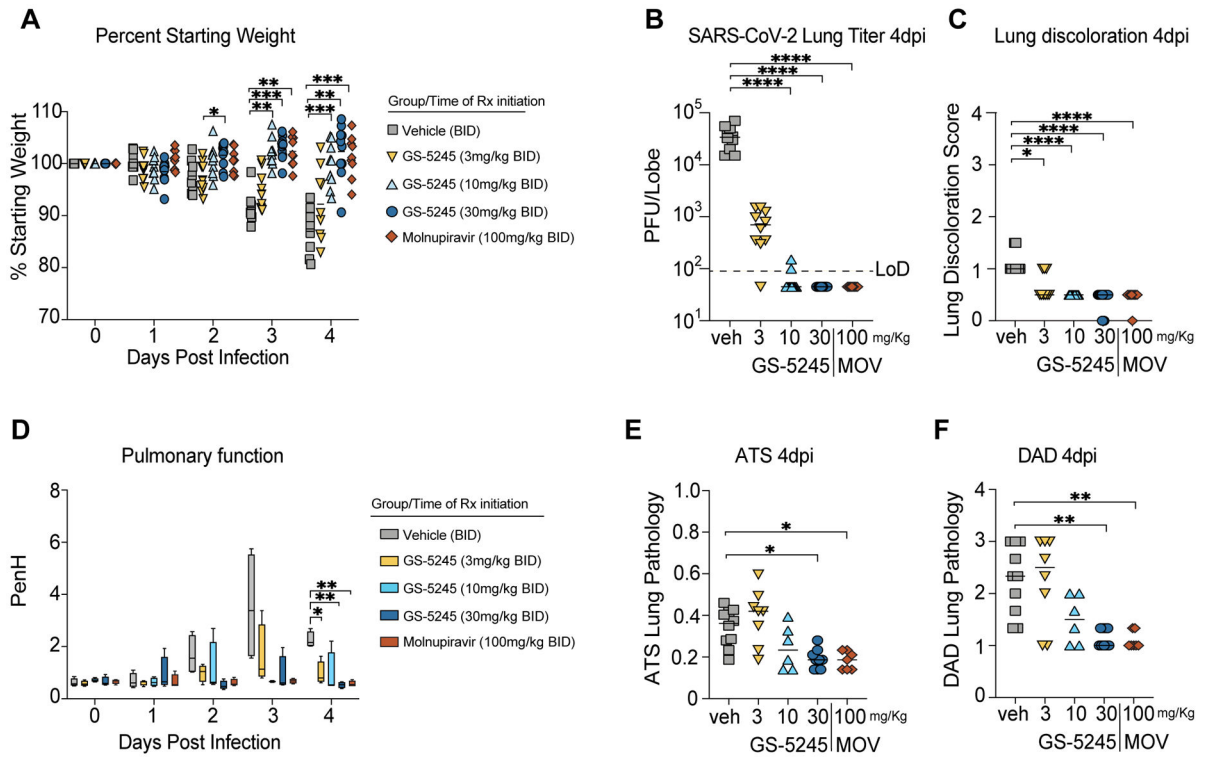 A
Percent Starting Weight
% Starting Weight
110
100
90
80
70
0 1 2 3 4
Days Post Infection
*
**
***
**
***
**
***
Group/Time of Rx initiation
Vehicle (BID)
GS-5245 (3mg/kg BID)
GS-5245 (10mg/kg BID)
GS-5245 (30mg/kg BID)
Molnupiravir (100mg/kg BID)
B
SARS-CoV-2 Lung Titer 4dpi
****
****
****
PFU/Lobe
10^5
10^4
10^3
10^2
10^1
LoD
veh 3 10 30 100 mg/Kg
GS-5245 MOV
C
Lung discoloration 4dpi
****
****
****
*
Lung Discoloration Score
4
3
2
1
0
veh 3 10 30 100 mg/Kg
GS-5245 MOV
D
Pulmonary function
PenH
8
6
4
2
0
0 1 2 3 4
Days Post Infection
**
**
*
Group/Time of Rx initiation
Vehicle (BID)
GS-5245 (3mg/kg BID)
GS-5245 (10mg/kg BID)
GS-5245 (30mg/kg BID)
Molnupiravir (100mg/kg BID)
E
ATS 4dpi
*
*
ATS Lung Pathology
1.0
0.8
0.6
0.4
0.2
0
veh 3 10 30 100 mg/Kg
GS-5245 MOV
F
DAD 4dpi
**
**
DAD Lung Pathology
4
3
2
1
0
veh 3 10 30 100 mg/Kg
GS-5245 MOV